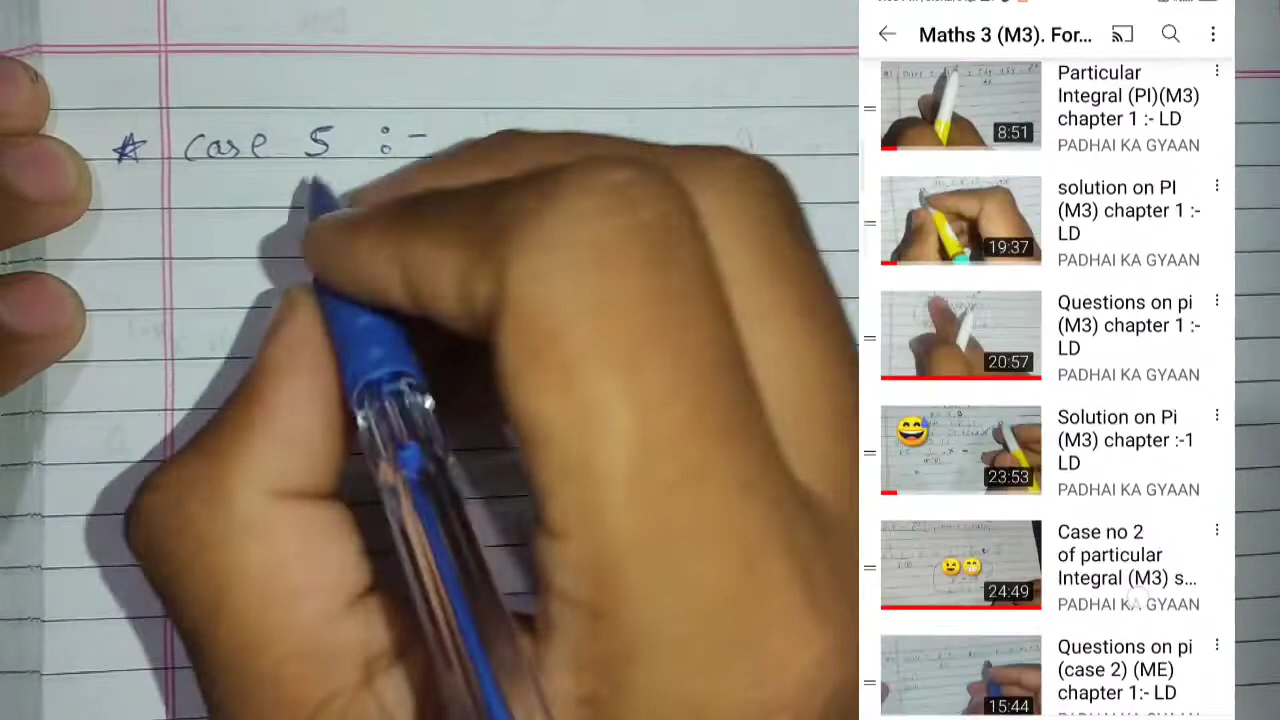 ★ case 5 :-
Maths 3 (M3). For...
Particular
Integral (PI)(M3)
chapter 1 :- LD
PADHAI KA GYAAN
8:51
solution on PI
(M3) chapter 1 :-
LD
PADHAI KA GYAAN
19:37
Questions on pi
(M3) chapter 1 :-
LD
PADHAI KA GYAAN
20:57
Solution on Pi
(M3) chapter :-1
LD
PADHAI KA GYAAN
23:53
Case no 2
of particular
Integral (M3) s...
PADHAI KA GYAAN
24:49
Questions on pi
(case 2) (ME)
chapter 1:- LD
15:44